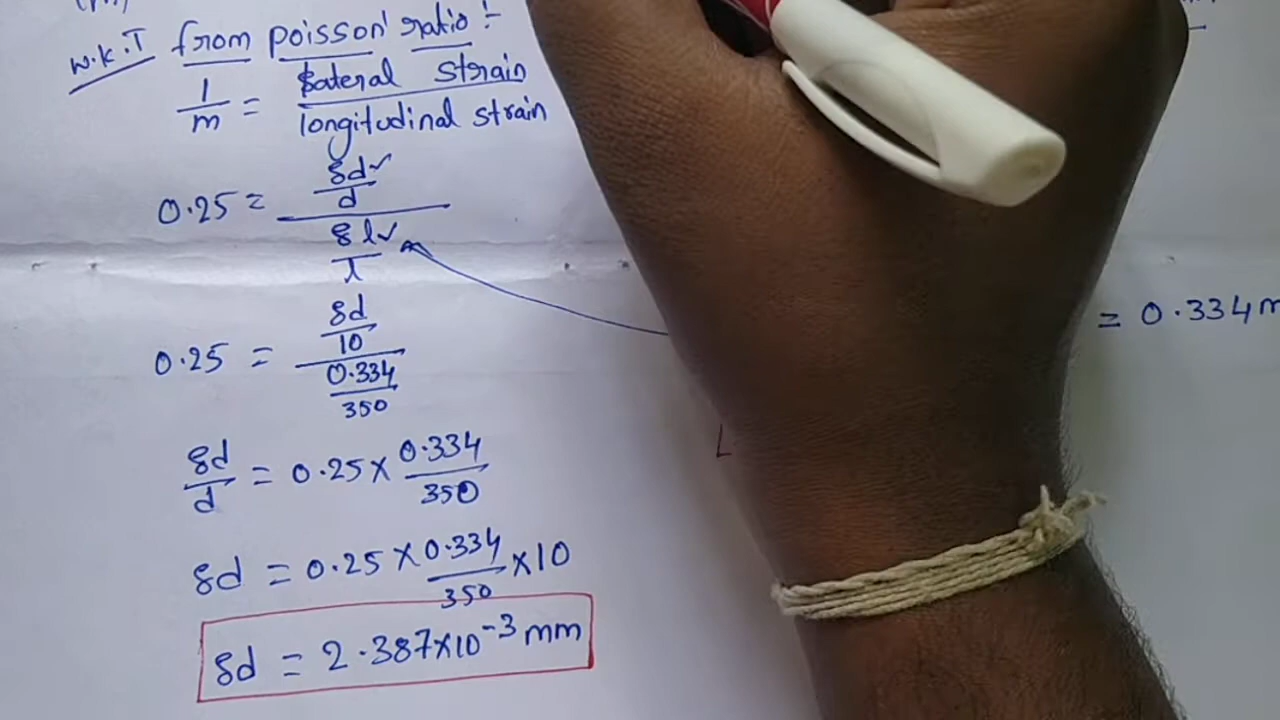 (m)
W.K.T from poisson' ratio :-
1/m = lateral strain / longitudinal strain
0.25 = (δd/d) / (δl/l)
0.25 = (δd/10) / (0.334/350)
= 0.334m
δd/d = 0.25 × 0.334/350
L
δd = 0.25 × 0.334/350 × 10
δd = 2.387×10⁻³ mm